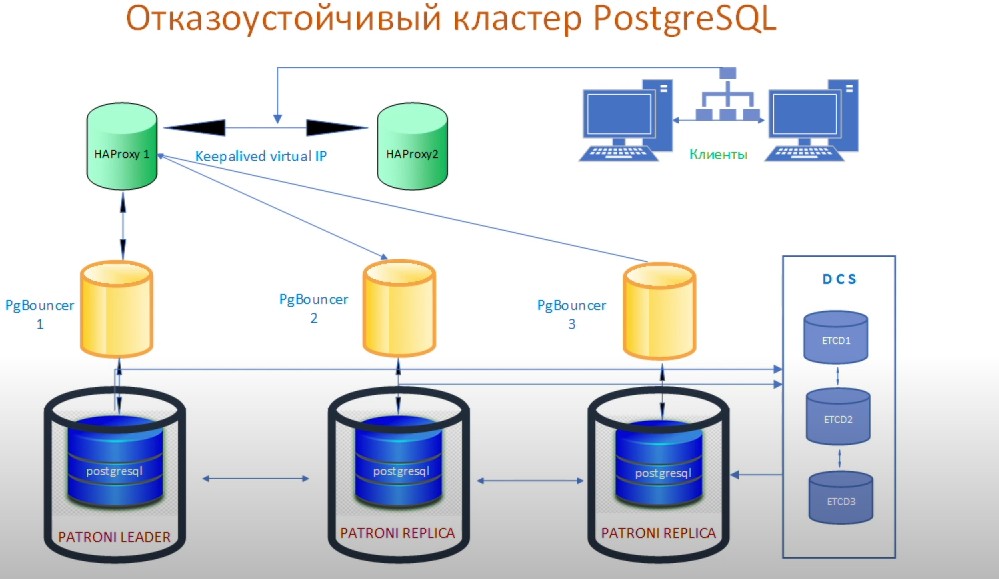 Отказоустойчивый кластер PostgreSQL
HAProxy 1
Keepalived virtual IP
HAProxy2
Клиенты
PgBouncer
1
PgBouncer
2
PgBouncer
3
DCS
ETCD1
ETCD2
ETCD3
postgresql
postgresql
postgresql
PATRONI LEADER
PATRONI REPLICA
PATRONI REPLICA